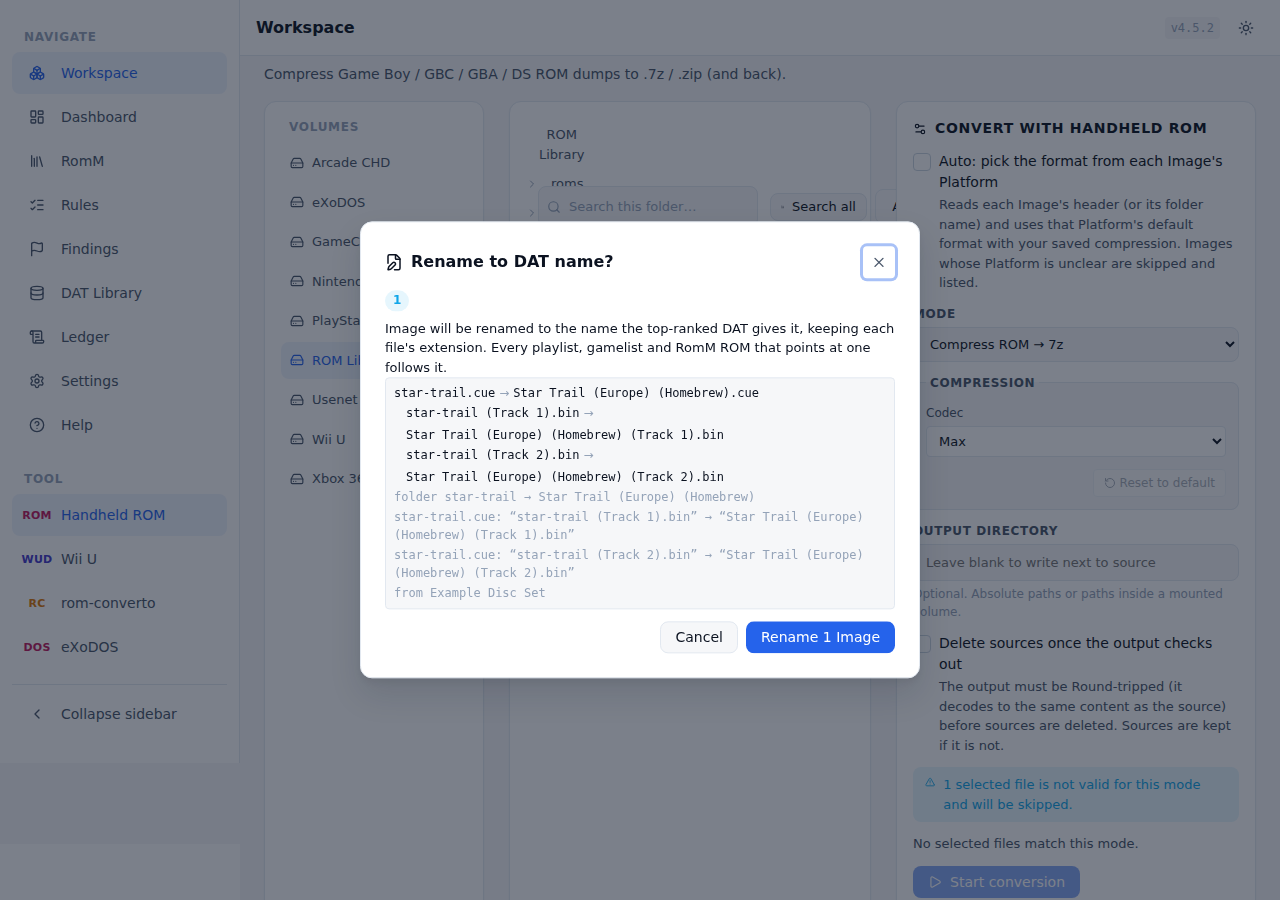 NAVIGATE
Workspace
Dashboard
RomM
Rules
Findings
DAT Library
Ledger
Settings
Help
TOOL
ROM Handheld ROM
WUD Wii U
RC rom-converto
DOS eXoDOS
Collapse sidebar
Workspace
v4.5.2
Compress Game Boy / GBC / GBA / DS ROM dumps to .7z / .zip (and back).
VOLUMES
Arcade CHD
eXoDOS
GameC
Nintend
PlaySta
ROM Li
Usenet
Wii U
Xbox 36
ROM
Library
roms
Search this folder…
Search all
Rename to DAT name?
1
Image will be renamed to the name the top-ranked DAT gives it, keeping each
file's extension. Every playlist, gamelist and RomM ROM that points at one
follows it.
star-trail.cue → Star Trail (Europe) (Homebrew).cue
star-trail (Track 1).bin →
Star Trail (Europe) (Homebrew) (Track 1).bin
star-trail (Track 2).bin →
Star Trail (Europe) (Homebrew) (Track 2).bin
folder star-trail → Star Trail (Europe) (Homebrew)
star-trail.cue: “star-trail (Track 1).bin” → “Star Trail (Europe)
(Homebrew) (Track 1).bin”
star-trail.cue: “star-trail (Track 2).bin” → “Star Trail (Europe)
(Homebrew) (Track 2).bin”
from Example Disc Set
Cancel
Rename 1 Image
CONVERT WITH HANDHELD ROM
Auto: pick the format from each Image's
Platform
Reads each Image's header (or its folder
name) and uses that Platform's default
format with your saved compression. Images
whose Platform is unclear are skipped and
listed.
MODE
Compress ROM → 7z
COMPRESSION
Codec
Max
Reset to default
OUTPUT DIRECTORY
Leave blank to write next to source
Optional. Absolute paths or paths inside a mounted
volume.
Delete sources once the output checks
out
The output must be Round-tripped (it
decodes to the same content as the source)
before sources are deleted. Sources are kept
if it is not.
1 selected file is not valid for this mode
and will be skipped.
No selected files match this mode.
Start conversion